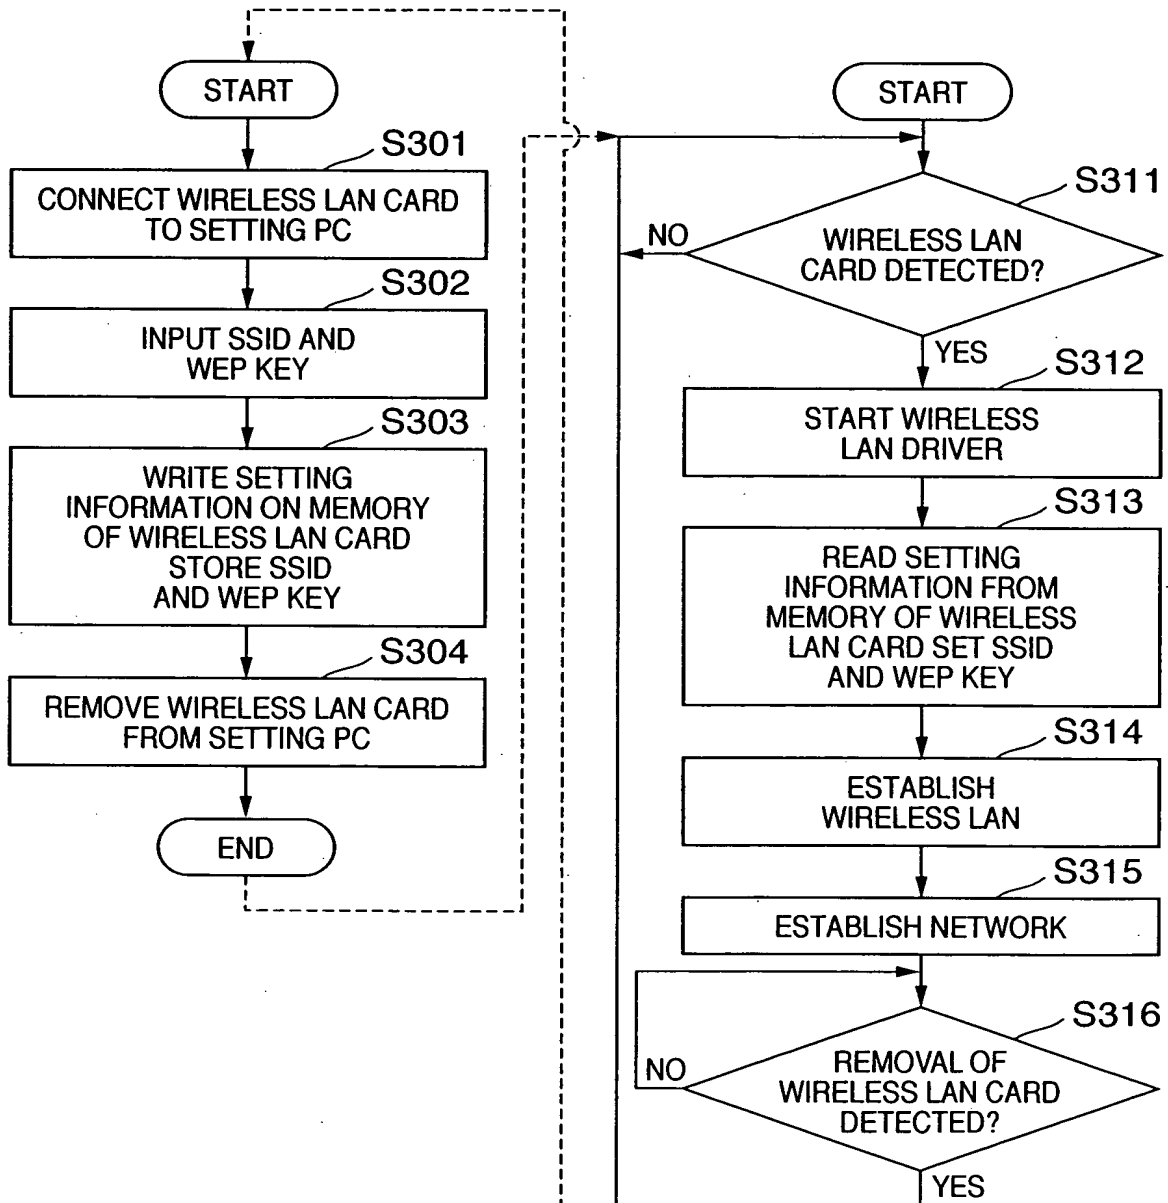 START
S301
CONNECT WIRELESS LAN CARD
TO SETTING PC
S302
INPUT SSID AND
WEP KEY
S303
WRITE SETTING
INFORMATION ON MEMORY
OF WIRELESS LAN CARD
STORE SSID
AND WEP KEY
S304
REMOVE WIRELESS LAN CARD
FROM SETTING PC
END
START
S311
WIRELESS LAN
CARD DETECTED?
NO
YES
S312
START WIRELESS
LAN DRIVER
S313
READ SETTING
INFORMATION FROM
MEMORY OF WIRELESS
LAN CARD SET SSID
AND WEP KEY
S314
ESTABLISH
WIRELESS LAN
S315
ESTABLISH NETWORK
S316
REMOVAL OF
WIRELESS LAN CARD
DETECTED?
NO
YES